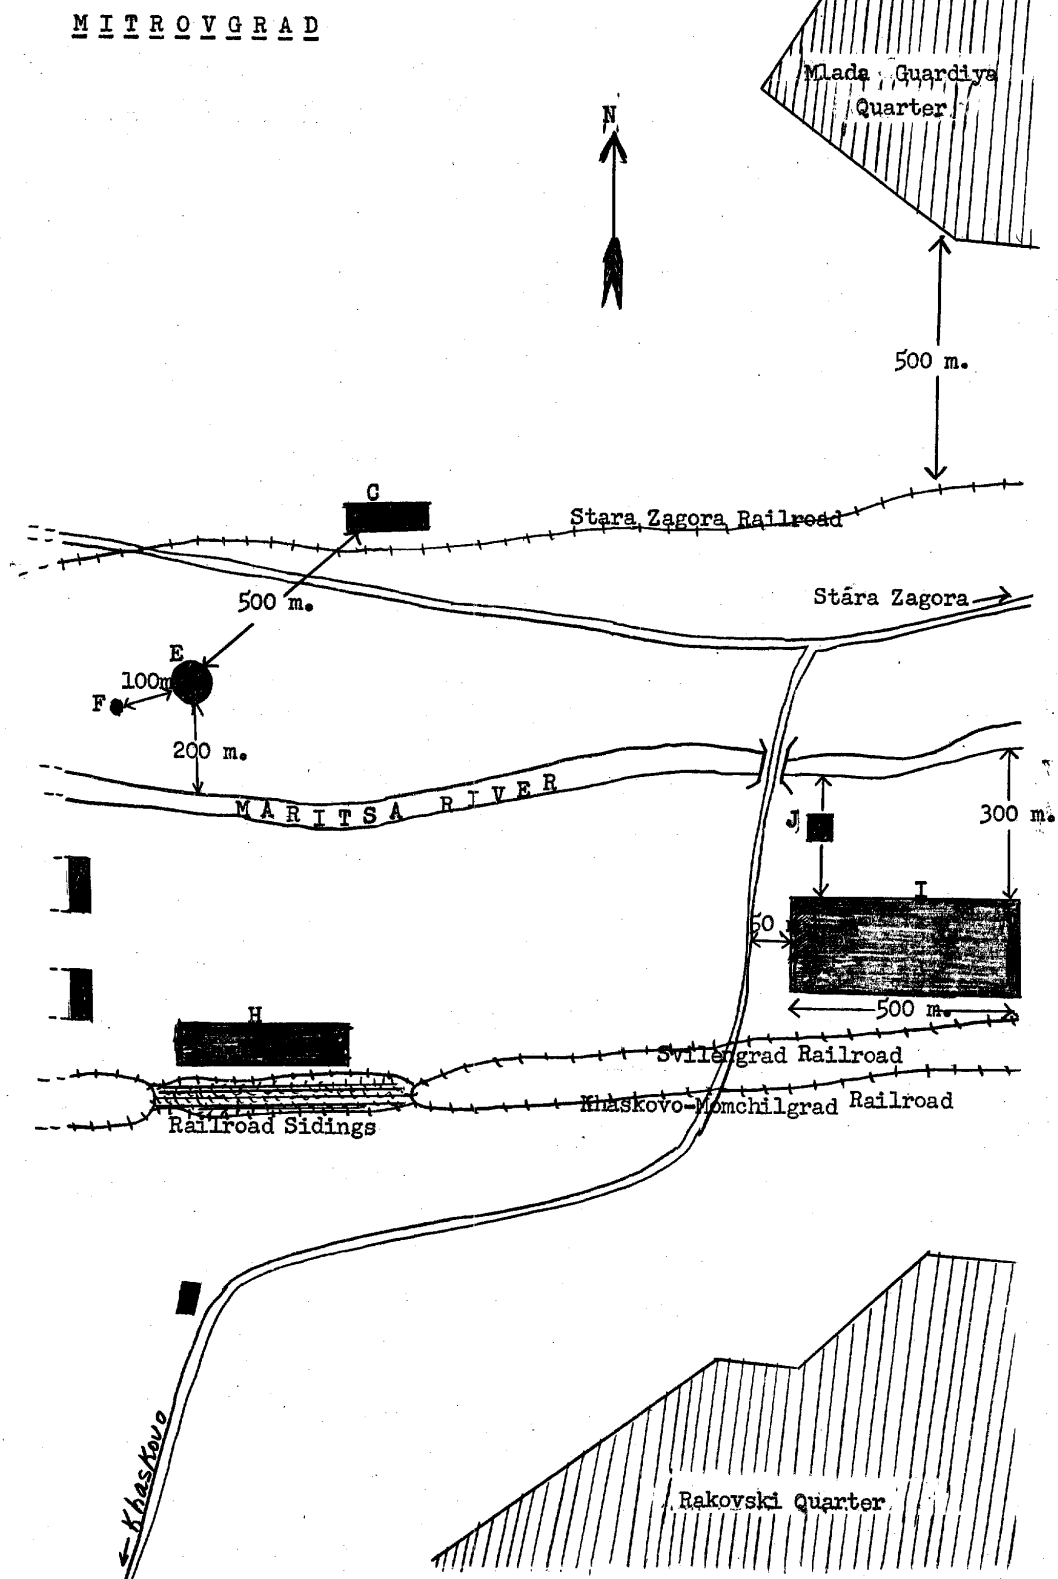 MITROVGRAD
Mlada Guardiya
Quarter
N
500 m.
C
Stara Zagora Railroad
Stara Zagora
500 m.
E
100m
F
200 m.
MARITSA RIVER
J
300 m.
I
50
500 m.
H
Svilengrad Railroad
Khaskovo-Momchilgrad Railroad
Railroad Sidings
Khaskovo
Rakovski Quarter